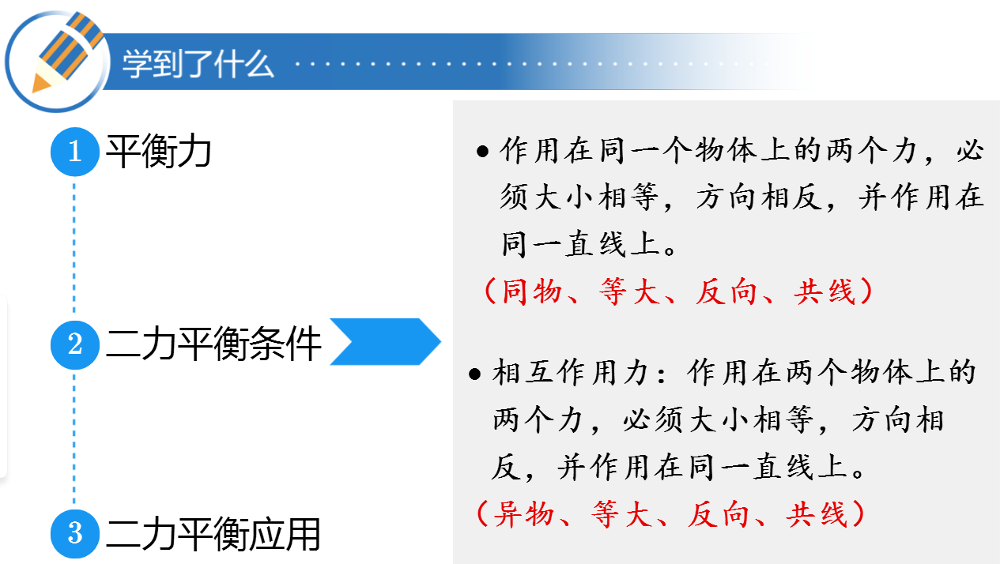 学到了什么
1 平衡力
2 二力平衡条件
3 二力平衡应用
●作用在同一个物体上的两个力，必
须大小相等，方向相反，并作用在
同一直线上。
（同物、等大、反向、共线）
●相互作用力：作用在两个物体上的
两个力，必须大小相等，方向相
反，并作用在同一直线上。
（异物、等大、反向、共线）